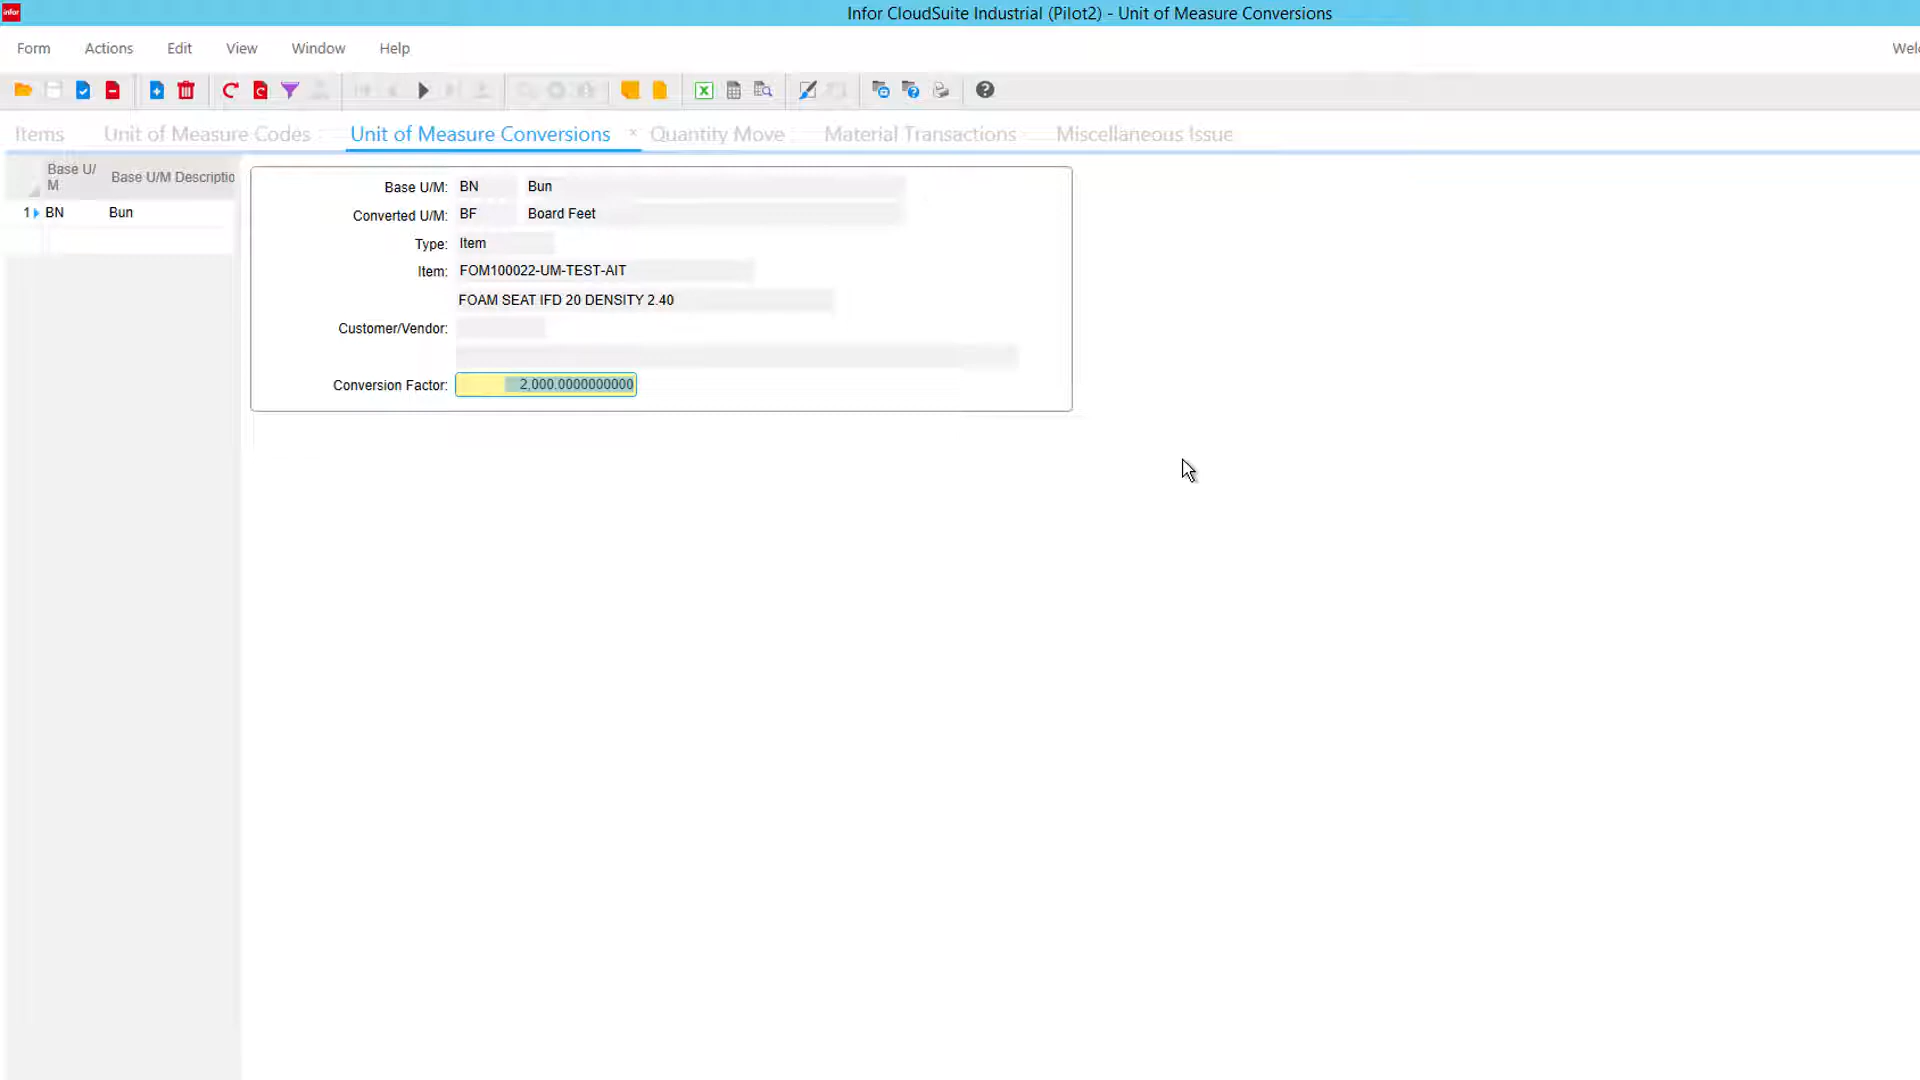 infor
Infor CloudSuite Industrial (Pilot2) - Unit of Measure Conversions
Form Actions Edit View Window Help
Items Unit of Measure Codes Unit of Measure Conversions × Quantity Move Material Transactions Miscellaneous Issue
Base U/
M
Base U/M Descriptio
1 BN Bun
Base U/M: BN Bun
Converted U/M: BF Board Feet
Type: Item
Item: FOM100022-UM-TEST-AIT
FOAM SEAT IFD 20 DENSITY 2.40
Customer/Vendor:
Conversion Factor: 2,000.0000000000